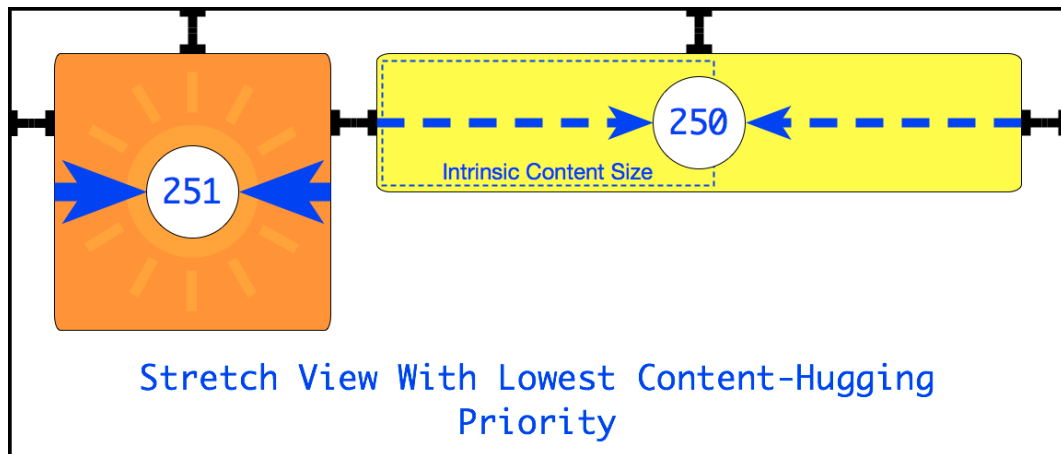 251
250
Intrinsic Content Size
Stretch View With Lowest Content-Hugging
Priority